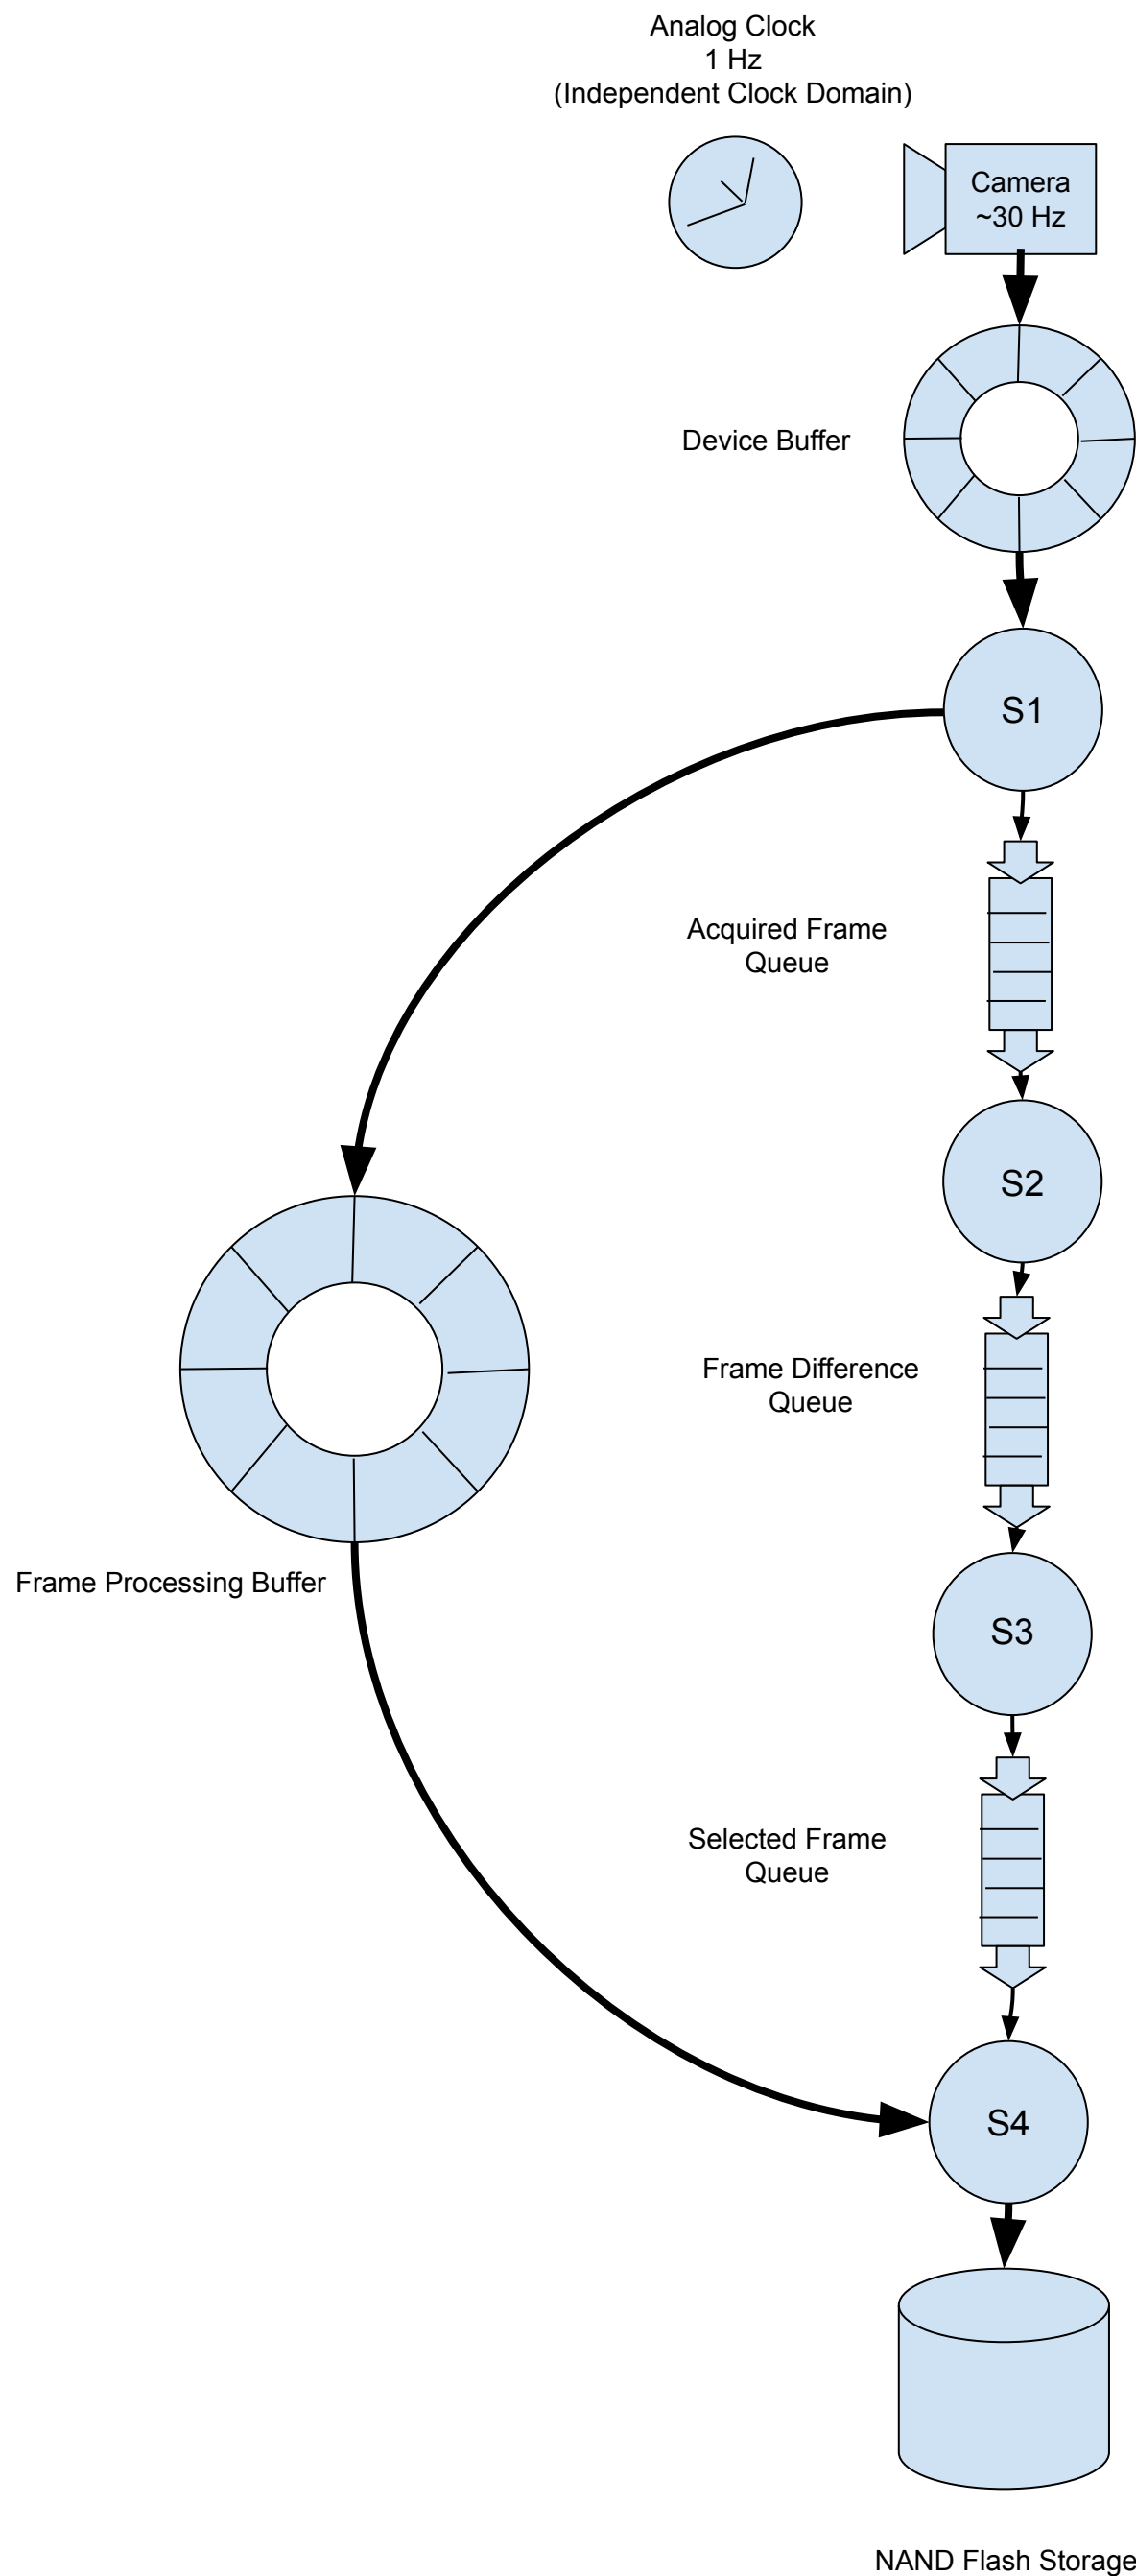 Analog Clock
1 Hz
(Independent Clock Domain)
Camera
~30 Hz
Device Buffer
S1
Acquired Frame
Queue
S2
Frame Difference
Queue
Frame Processing Buffer
S3
Selected Frame
Queue
S4
NAND Flash Storage